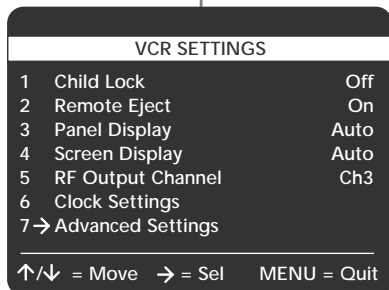 VCR SETTINGS
1 Child Lock Off
2 Remote Eject On
3 Panel Display Auto
4 Screen Display Auto
5 RF Output Channel Ch3
6 Clock Settings
7→ Advanced Settings
↑/↓ = Move → = Sel MENU = Quit